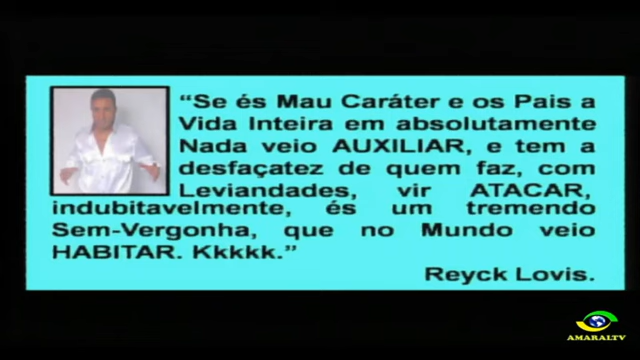 “Se és Mau Caráter e os Pais a
Vida Inteira em absolutamente
Nada veio AUXILIAR, e tem a
desfaçatez de quem faz, com
Leviandades, vir ATACAR,
indubitavelmente, és um tremendo
Sem-Vergonha, que no Mundo veio
HABITAR. Kkkkk.”
Reyck Lovis.
AMARALTV